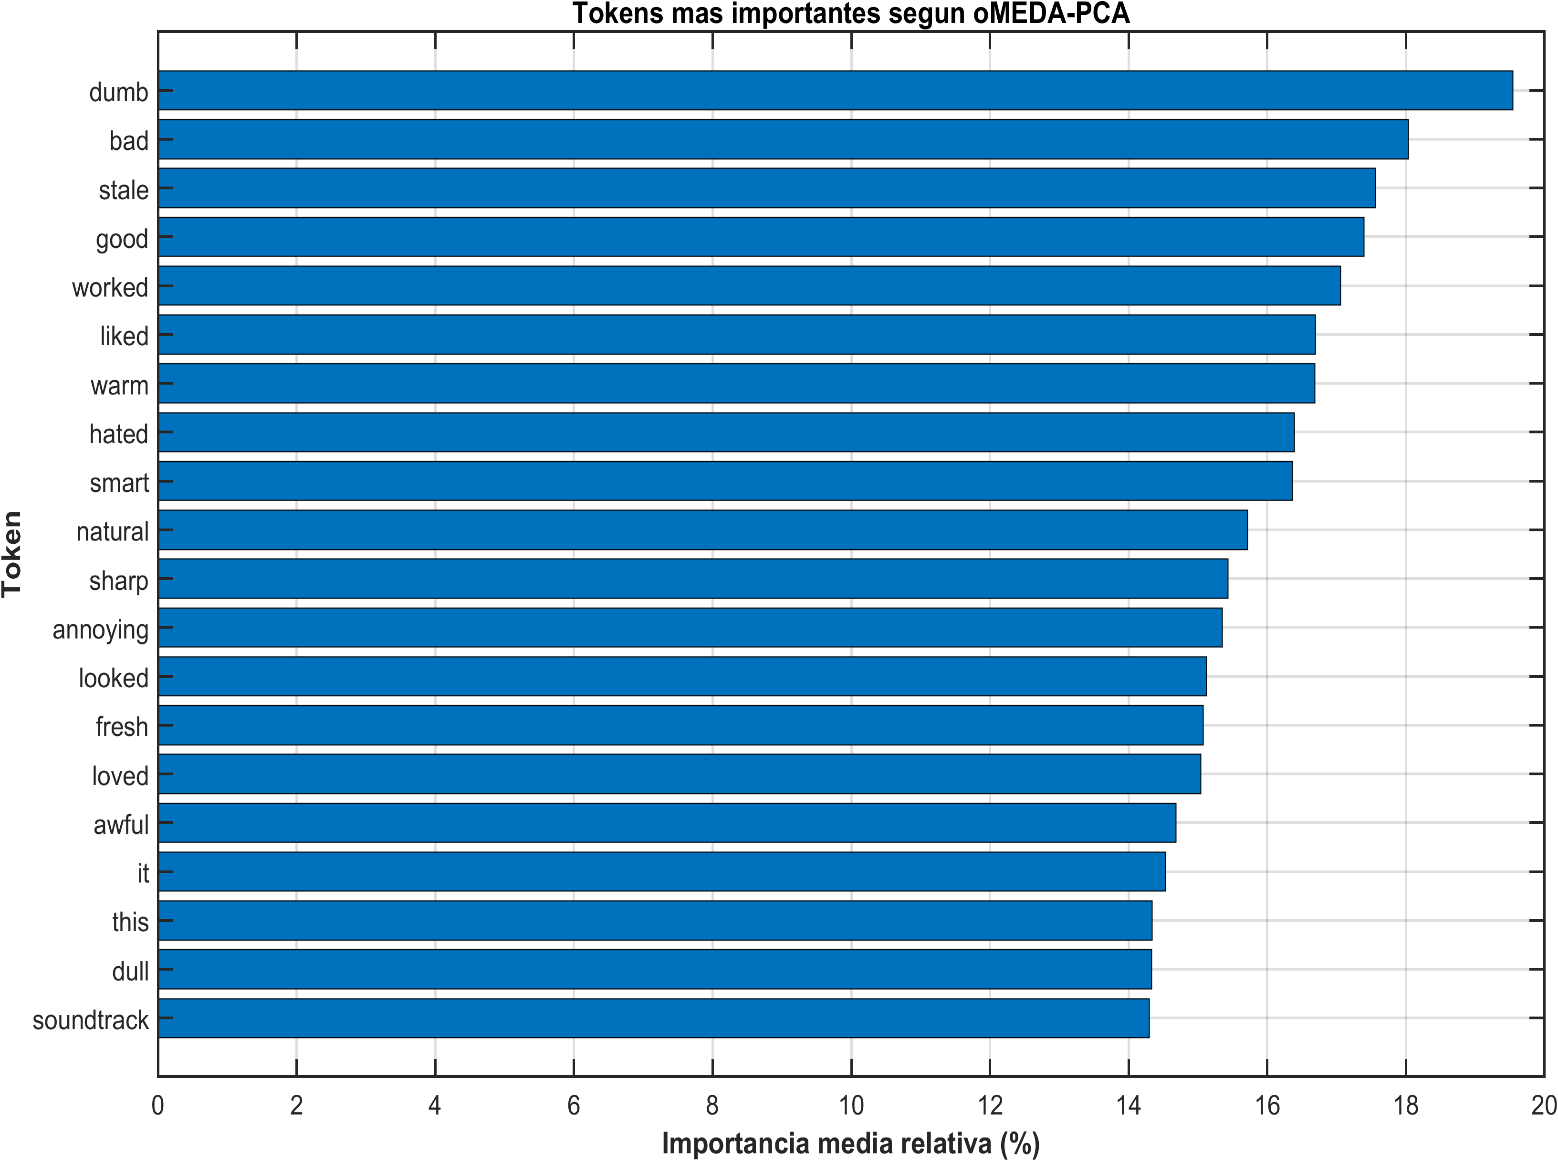 Tokens mas importantes segun oMEDA-PCA
dumb
bad
stale
good
worked
liked
warm
hated
smart
natural
sharp
annoying
looked
fresh
loved
awful
it
this
dull
soundtrack
Token
0 2 4 6 8 10 12 14 16 18 20
Importancia media relativa (%)